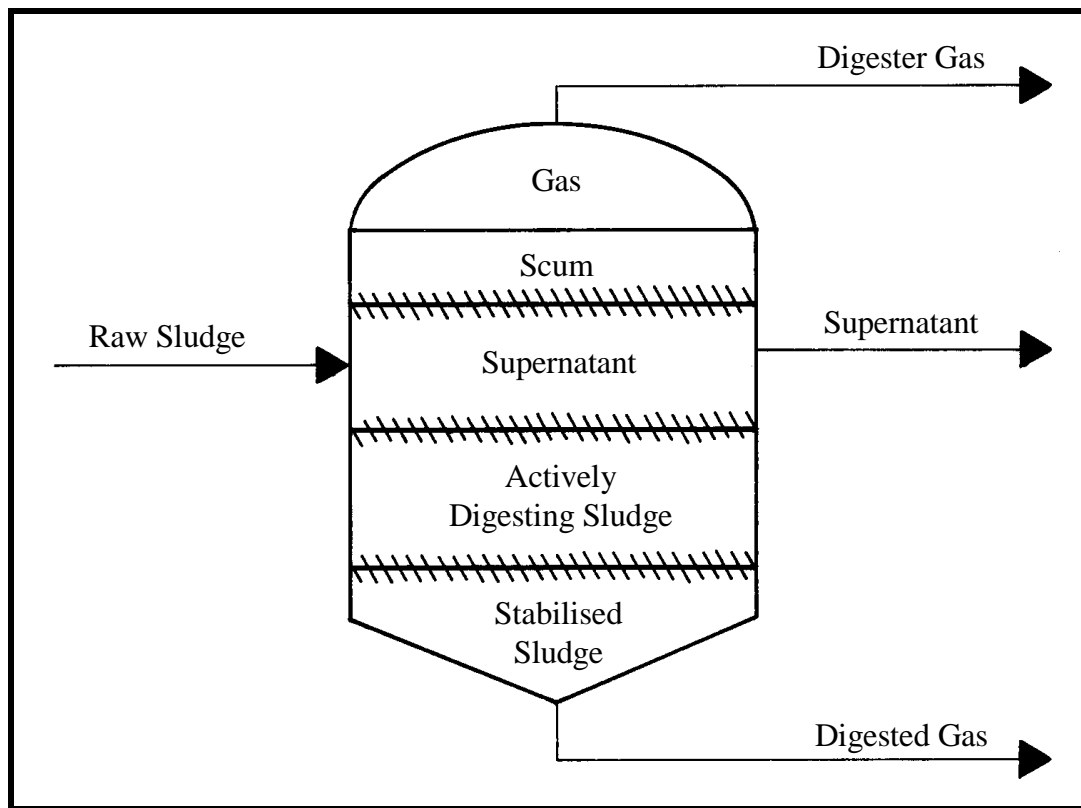 Digester Gas
Gas
Scum
Raw Sludge
Supernatant
Supernatant
Actively
Digesting Sludge
Stabilised
Sludge
Digested Gas